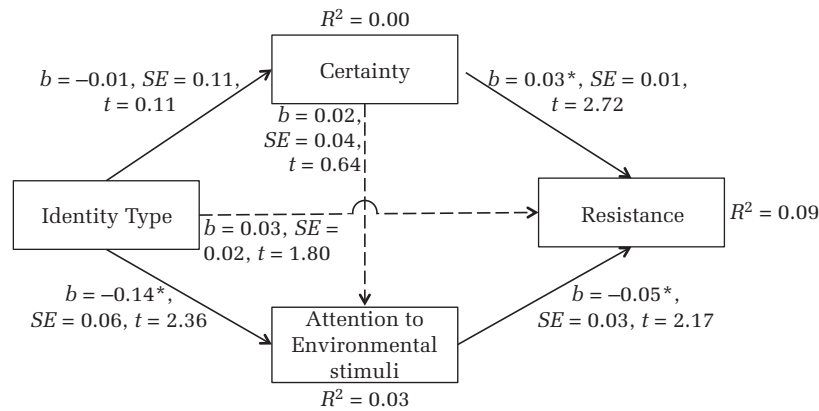 R² = 0.00
Certainty
b = –0.01, SE = 0.11,
t = 0.11
b = 0.03*, SE = 0.01,
t = 2.72
b = 0.02,
SE = 0.04,
t = 0.64
Identity Type
b = 0.03, SE =
0.02, t = 1.80
Resistance
R² = 0.09
b = –0.14*,
SE = 0.06, t = 2.36
Attention to
Environmental
stimuli
b = –0.05*,
SE = 0.03, t = 2.17
R² = 0.03